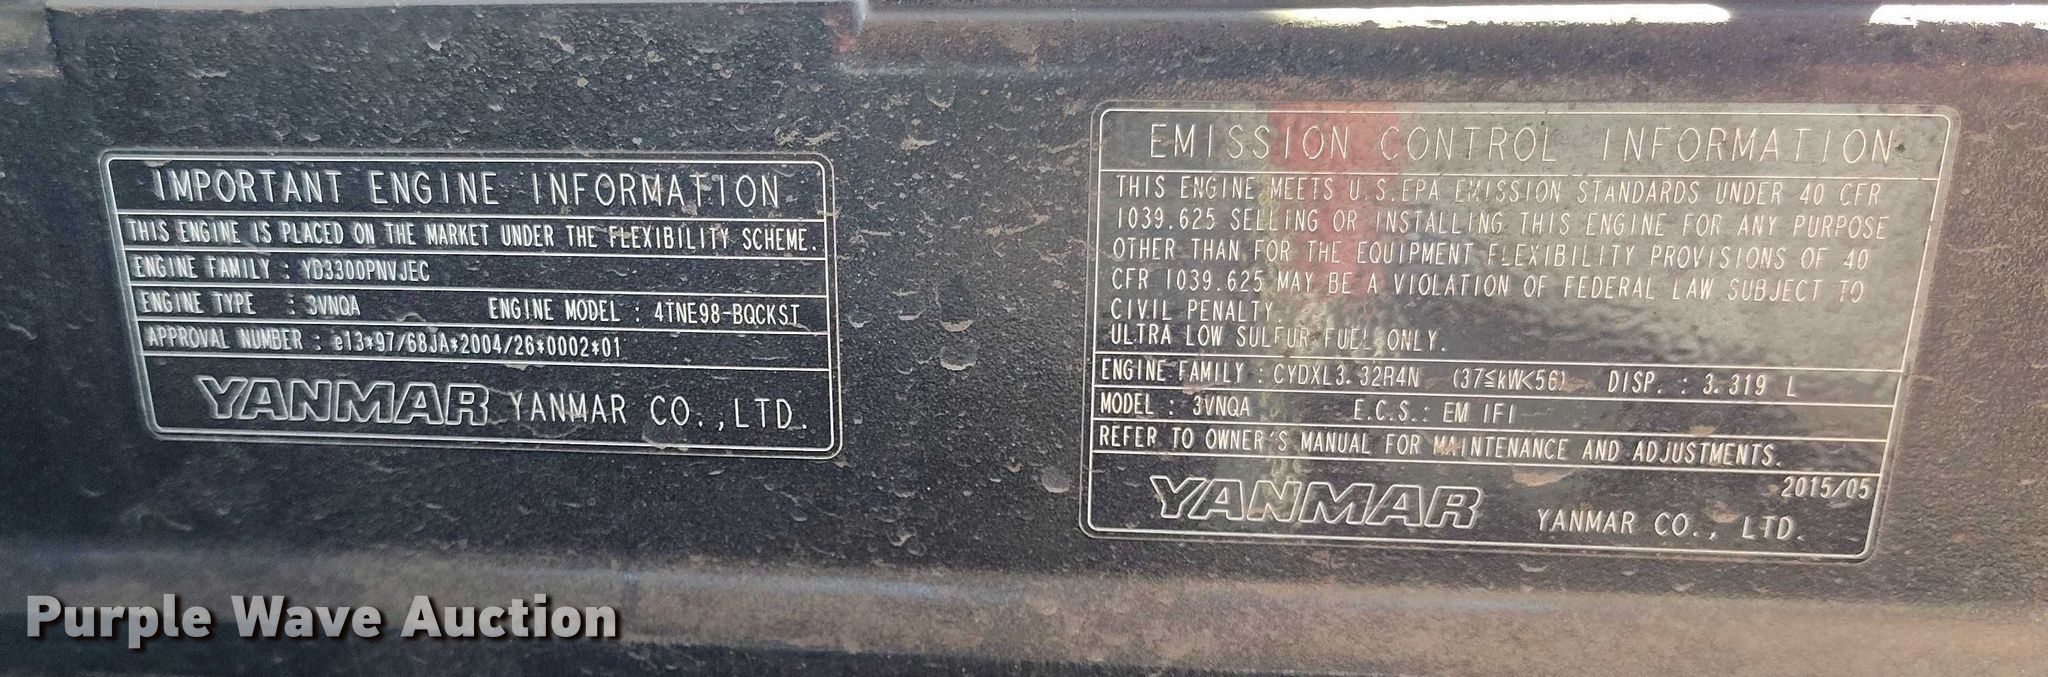 IMPORTANT ENGINE INFORMATION
THIS ENGINE IS PLACED ON THE MARKET UNDER THE FLEXIBILITY SCHEME.
ENGINE FAMILY : YD3300PNVJEC
ENGINE TYPE : 3VNQA ENGINE MODEL : 4TNE98-BQCKST
APPROVAL NUMBER : e13*97/68JA*2004/26*0002*01
YANMAR YANMAR CO.,LTD.
EMISSION CONTROL INFORMATION
THIS ENGINE MEETS U.S.EPA EMISSION STANDARDS UNDER 40 CFR
1039.625 SELLING OR INSTALLING THIS ENGINE FOR ANY PURPOSE
OTHER THAN FOR THE EQUIPMENT FLEXIBILITY PROVISIONS OF 40
CFR 1039.625 MAY BE A VIOLATION OF FEDERAL LAW SUBJECT TO
CIVIL PENALTY.
ULTRA LOW SULFUR FUEL ONLY.
ENGINE FAMILY : CYDXL3.32R4N (37≦kW<56) DISP. : 3.319 L
MODEL : 3VNQA E.C.S.: EM IFI
REFER TO OWNER'S MANUAL FOR MAINTENANCE AND ADJUSTMENTS.
2015/05
YANMAR YANMAR CO., LTD.
Purple Wave Auction